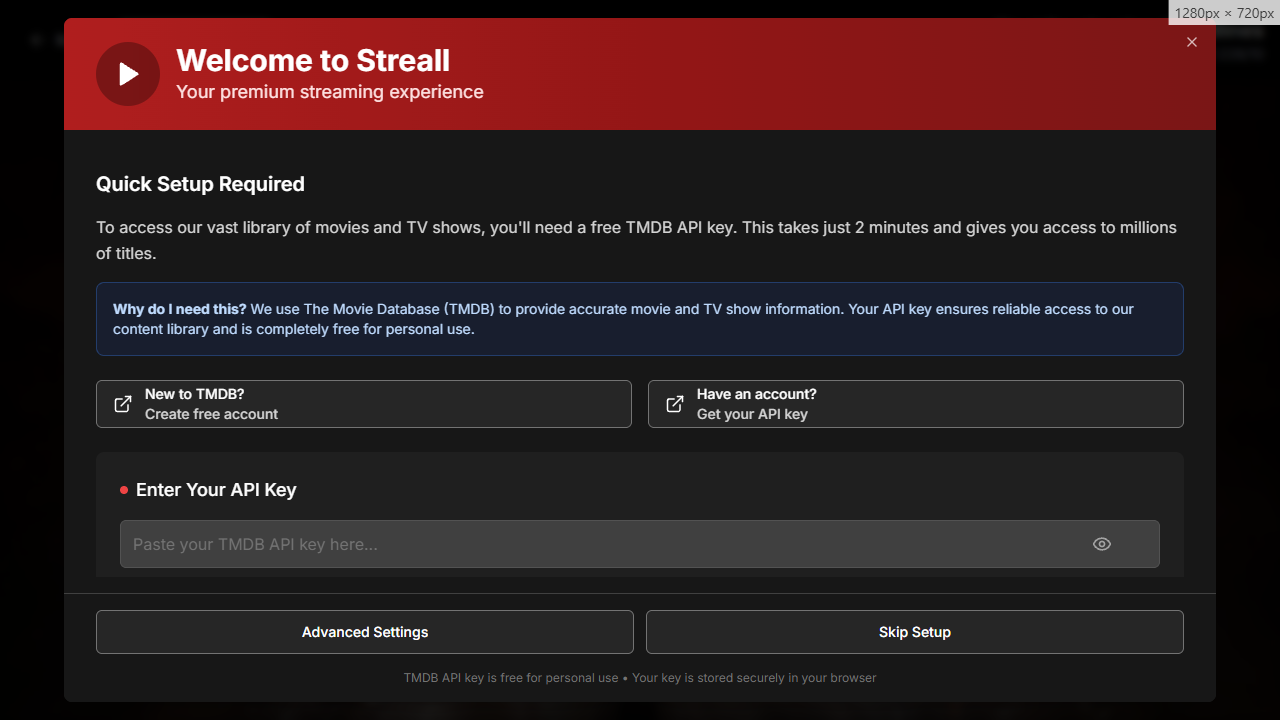 1280px × 720px
Welcome to Streall
Your premium streaming experience
Quick Setup Required
To access our vast library of movies and TV shows, you'll need a free TMDB API key. This takes just 2 minutes and gives you access to millions
of titles.
Why do I need this? We use The Movie Database (TMDB) to provide accurate movie and TV show information. Your API key ensures reliable access to our
content library and is completely free for personal use.
New to TMDB?
Create free account
Have an account?
Get your API key
Enter Your API Key
Paste your TMDB API key here...
Advanced Settings
Skip Setup
TMDB API key is free for personal use • Your key is stored securely in your browser